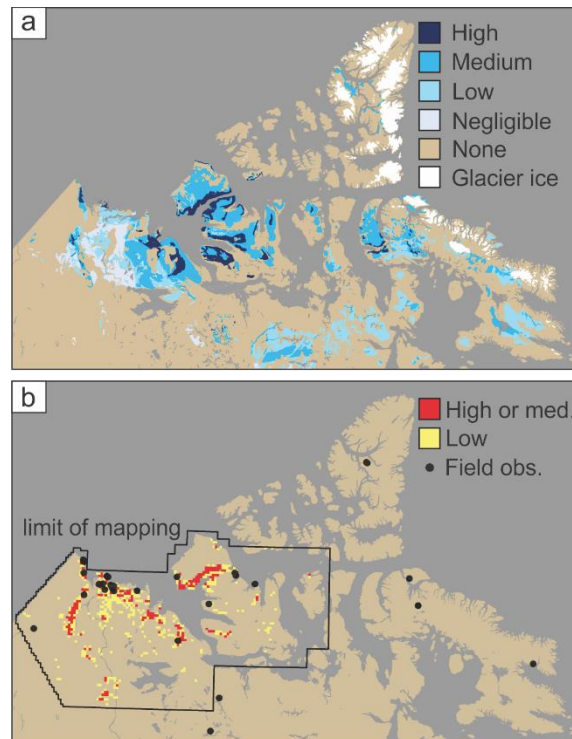 a
High
Medium
Low
Negligible
None
Glacier ice
b
High or med.
Low
Field obs.
limit of mapping